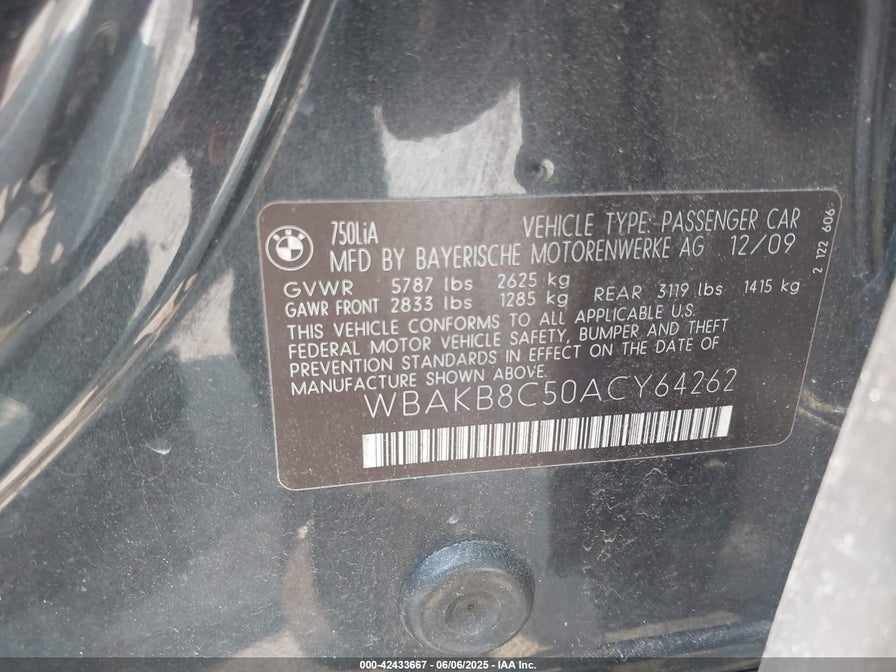 750LiA VEHICLE TYPE: PASSENGER CAR
MFD BY BAYERISCHE MOTORENWERKE AG 12/09
GVWR 5787 lbs 2625 kg
GAWR FRONT 2833 lbs 1285 kg REAR 3119 lbs 1415 kg
THIS VEHICLE CONFORMS TO ALL APPLICABLE U.S.
FEDERAL MOTOR VEHICLE SAFETY, BUMPER AND THEFT
PREVENTION STANDARDS IN EFFECT ON THE DATE OF
MANUFACTURE SHOWN ABOVE.
WBAKB8C50ACY64262
2 122 606
000-42433667 - 06/06/2025 - IAA Inc.